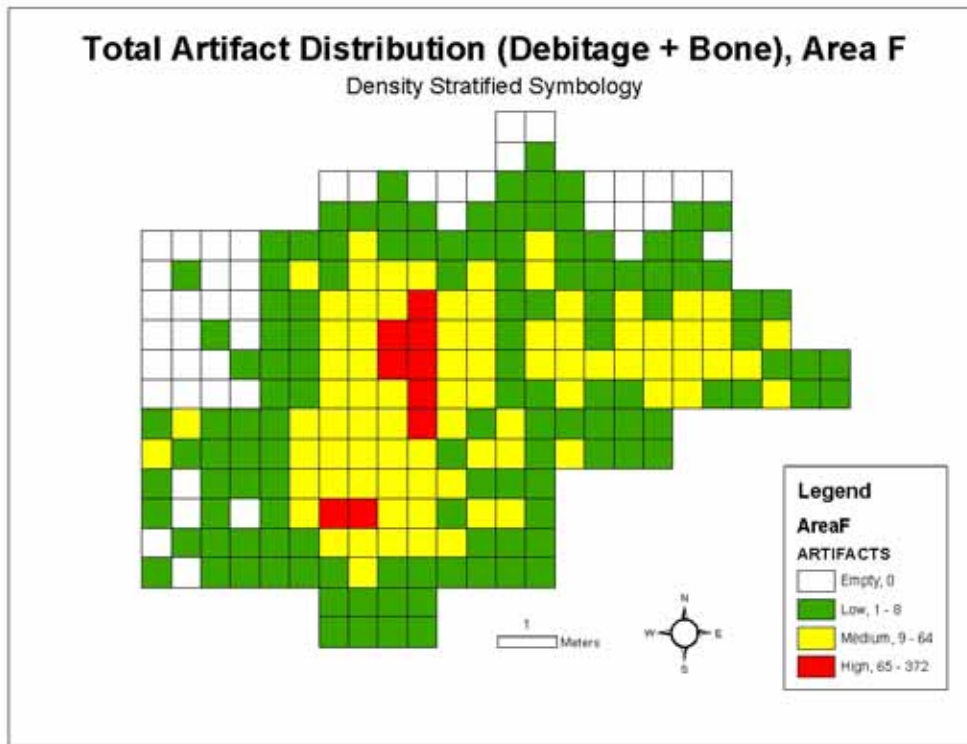 Total Artifact Distribution (Debitage + Bone), Area F
Density Stratified Symbology
Legend
AreaF
ARTIFACTS
Empty, 0
Low, 1 - 8
Medium, 9 - 64
High, 65 - 372
1
Meters
N
W
E
S